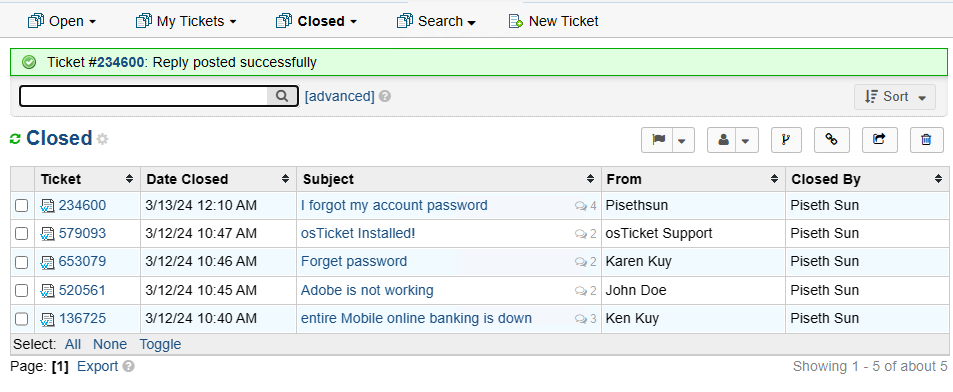 Open My Tickets Closed Search New Ticket
Ticket #234600: Reply posted successfully
[advanced] Sort
Closed
Ticket Date Closed Subject From Closed By
234600 3/13/24 12:10 AM I forgot my account password 4 Pisethsun Piseth Sun
579093 3/12/24 10:47 AM osTicket Installed! 2 osTicket Support Piseth Sun
653079 3/12/24 10:46 AM Forget password 2 Karen Kuy Piseth Sun
520561 3/12/24 10:45 AM Adobe is not working 2 John Doe Piseth Sun
136725 3/12/24 10:40 AM entire Mobile online banking is down 3 Ken Kuy Piseth Sun
Select: All None Toggle
Page: [1] Export Showing 1 - 5 of about 5